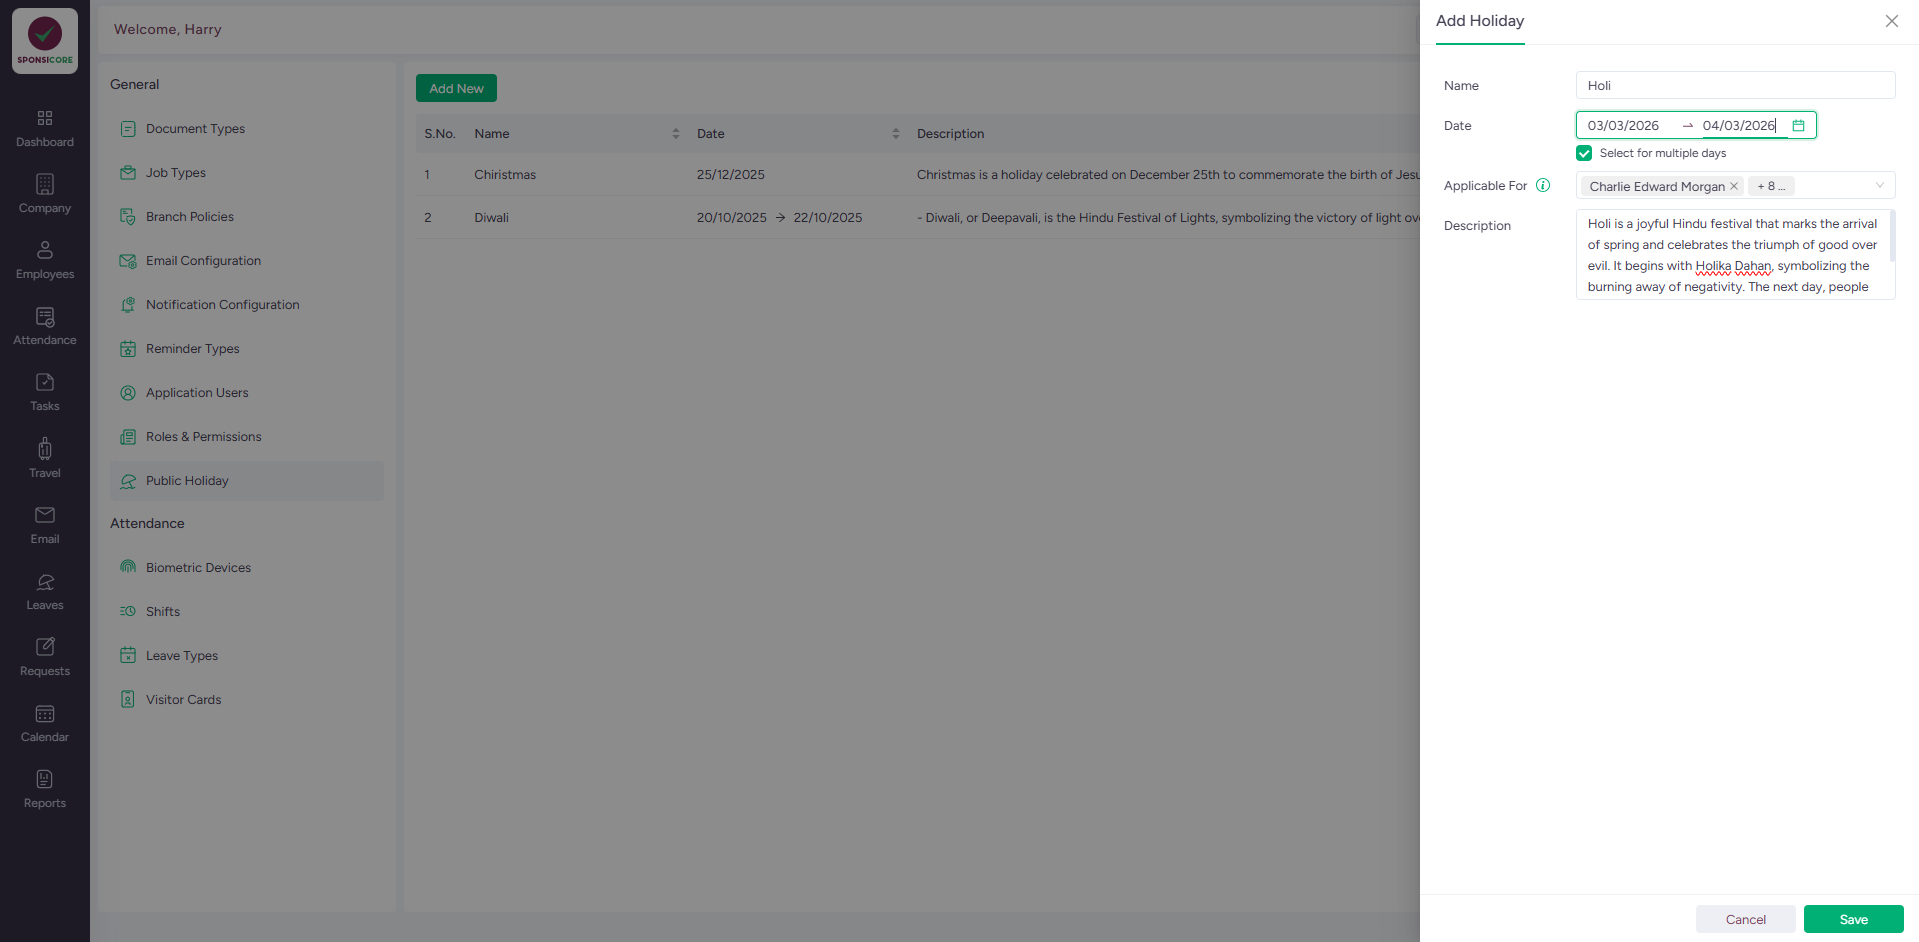 SPONSICORE
Dashboard
Company
Employees
Attendance
Tasks
Travel
Email
Leaves
Requests
Calendar
Reports
Welcome, Harry
General
Document Types
Job Types
Branch Policies
Email Configuration
Notification Configuration
Reminder Types
Application Users
Roles & Permissions
Public Holiday
Attendance
Biometric Devices
Shifts
Leave Types
Visitor Cards
Add New
S.No. Name Date Description
1 Chiristmas 25/12/2025 Christmas is a holiday celebrated on December 25th to commemorate the birth of Jesu
2 Diwali 20/10/2025 → 22/10/2025 - Diwali, or Deepavali, is the Hindu Festival of Lights, symbolizing the victory of light ov
Add Holiday
Name Holi
Date 03/03/2026 → 04/03/2026
Select for multiple days
Applicable For Charlie Edward Morgan + 8 ...
Description
Holi is a joyful Hindu festival that marks the arrival
of spring and celebrates the triumph of good over
evil. It begins with Holika Dahan, symbolizing the
burning away of negativity. The next day, people
Cancel Save